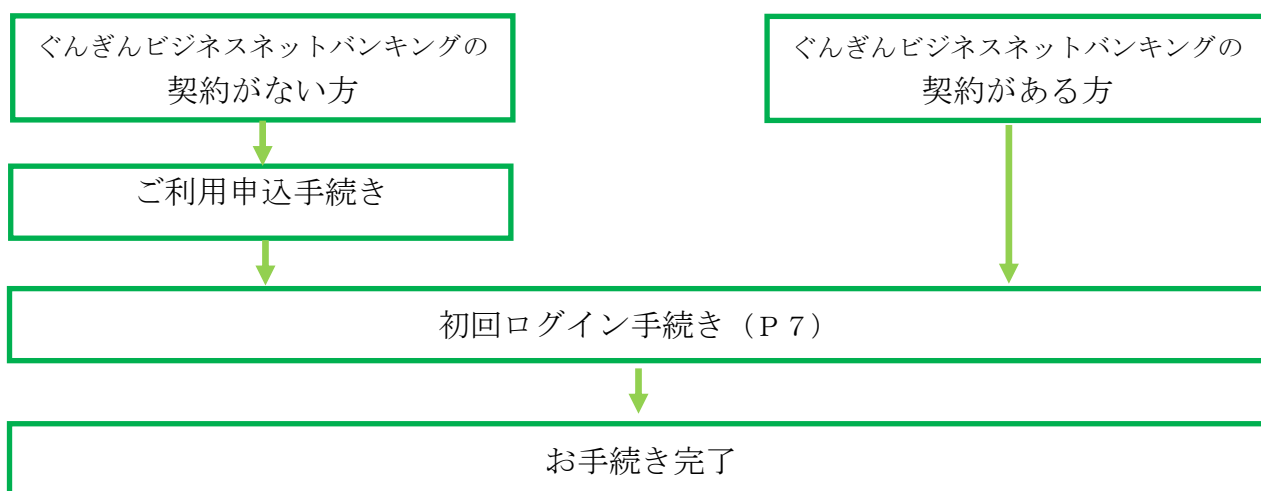 ぐんぎんビジネスネットバンキングの
契約がない方
ぐんぎんビジネスネットバンキングの
契約がある方
ご利用申込手続き
初回ログイン手続き（Ｐ７）
お手続き完了